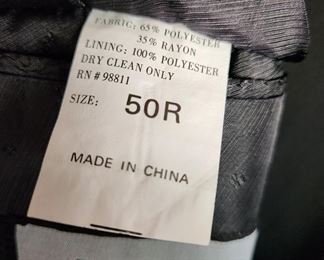 FABRIC: 65% POLYESTER
35% RAYON
LINING: 100% POLYESTER
DRY CLEAN ONLY
RN # 98811
SIZE: 50R
MADE IN CHINA